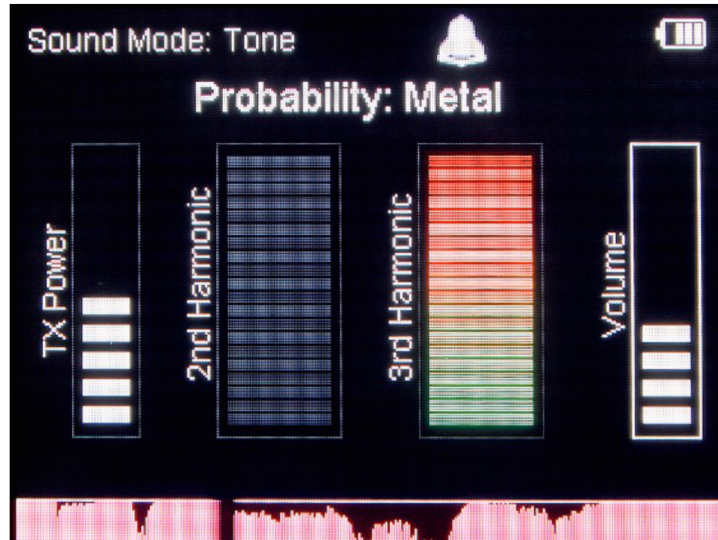 Sound Mode: Tone
Probability: Metal
TX Power
2nd Harmonic
3rd Harmonic
Volume